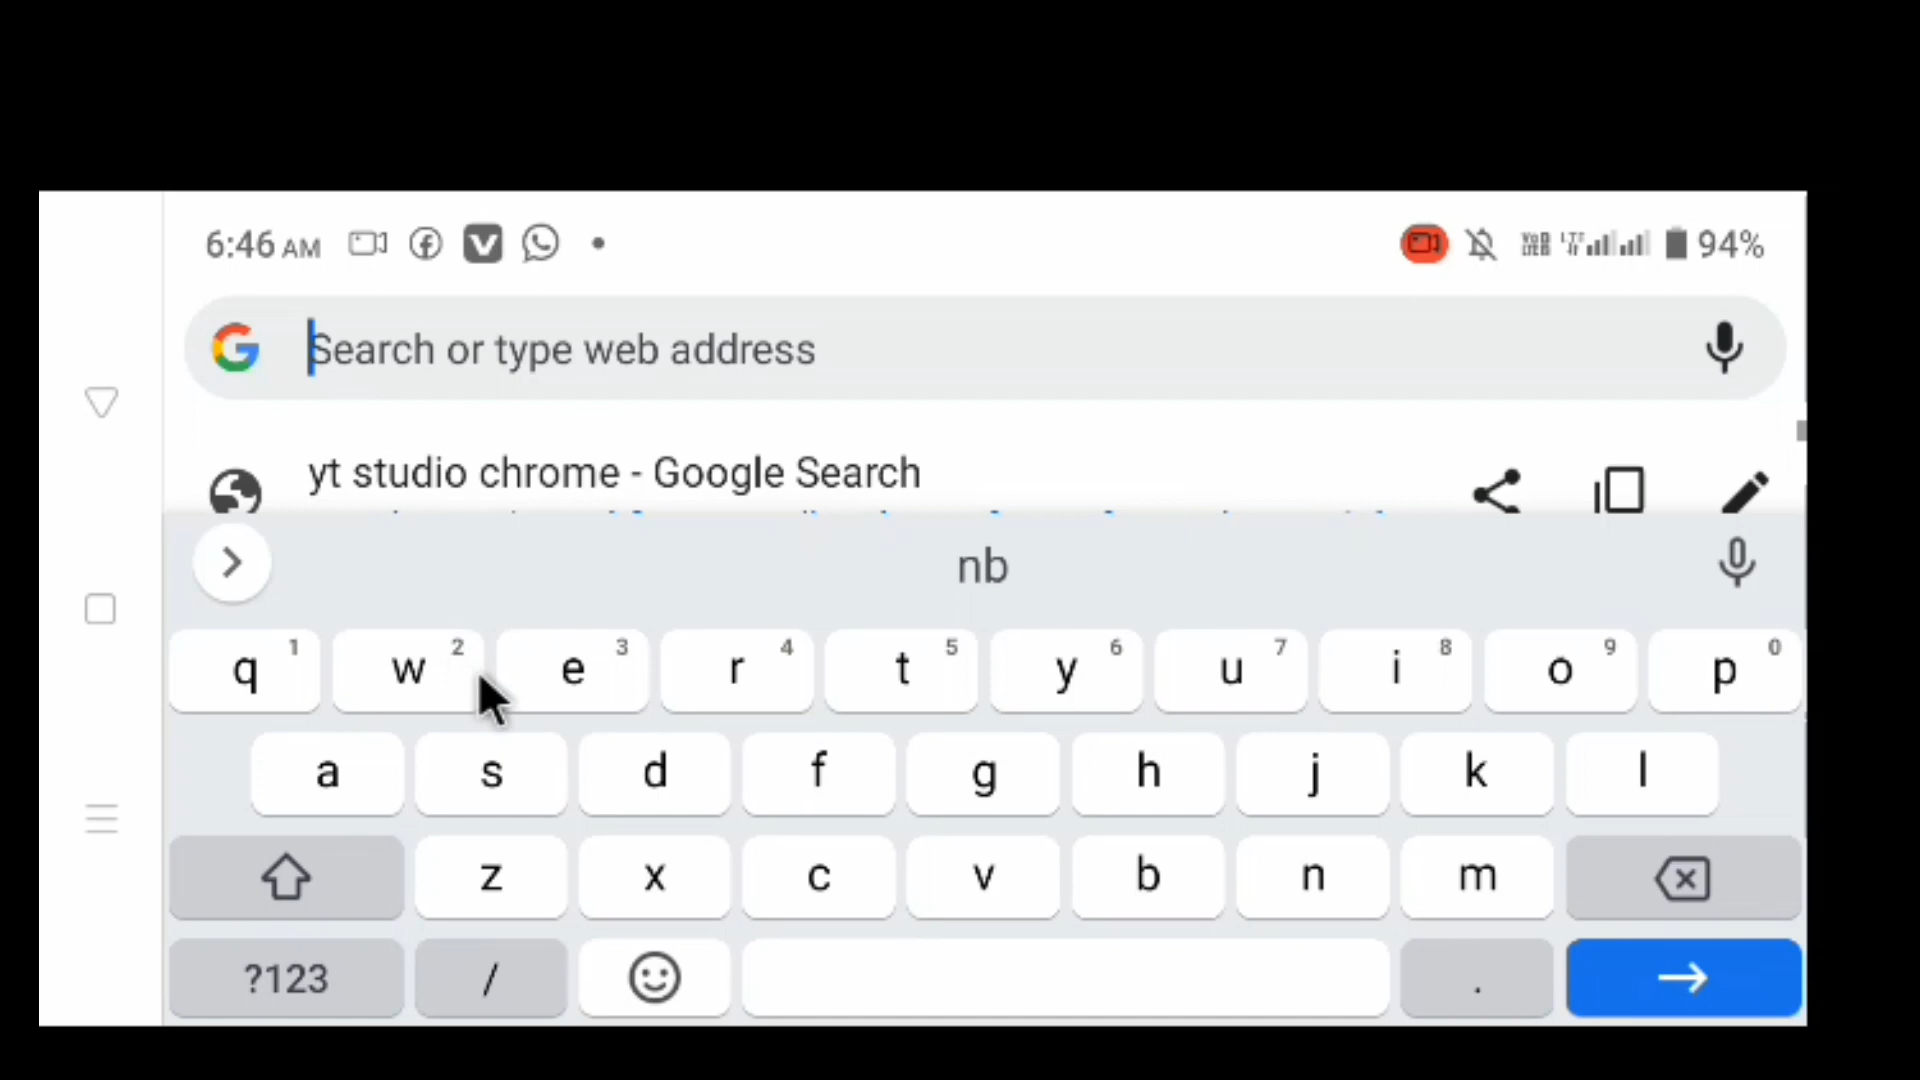 6:46 AM
94%
Search or type web address
yt studio chrome - Google Search
nb
q 1 w 2 e 3 r 4 t 5 y 6 u 7 i 8 o 9 p 0
a s d f g h j k l
z x c v b n m
?123 / .